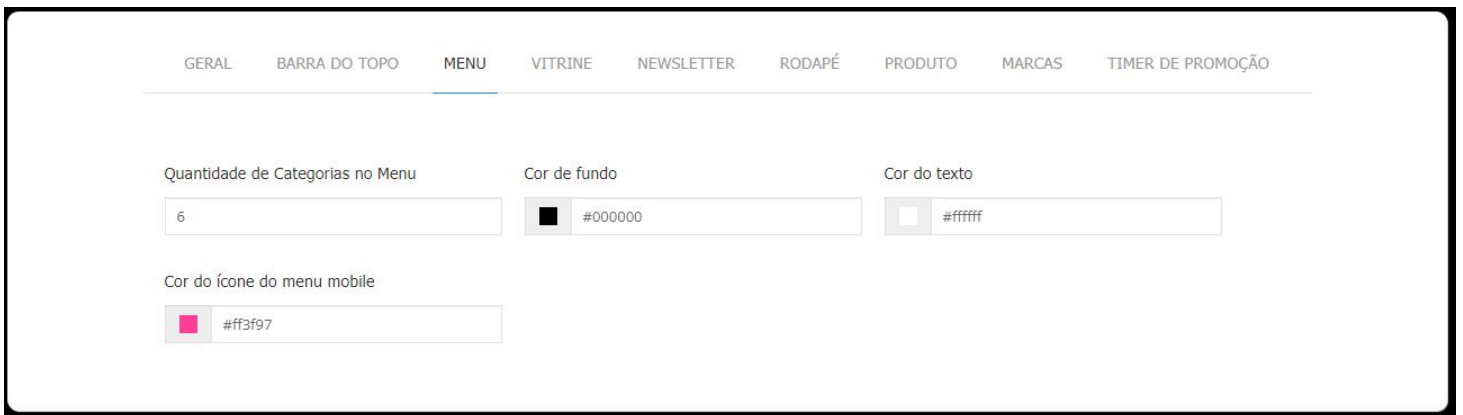 GERAL BARRA DO TOPO MENU VITRINE NEWSLETTER RODAPÉ PRODUTO MARCAS TIMER DE PROMOÇÃO
Quantidade de Categorias no Menu Cor de fundo Cor do texto
6 #000000 #ffffff
Cor do ícone do menu mobile
#ff3f97